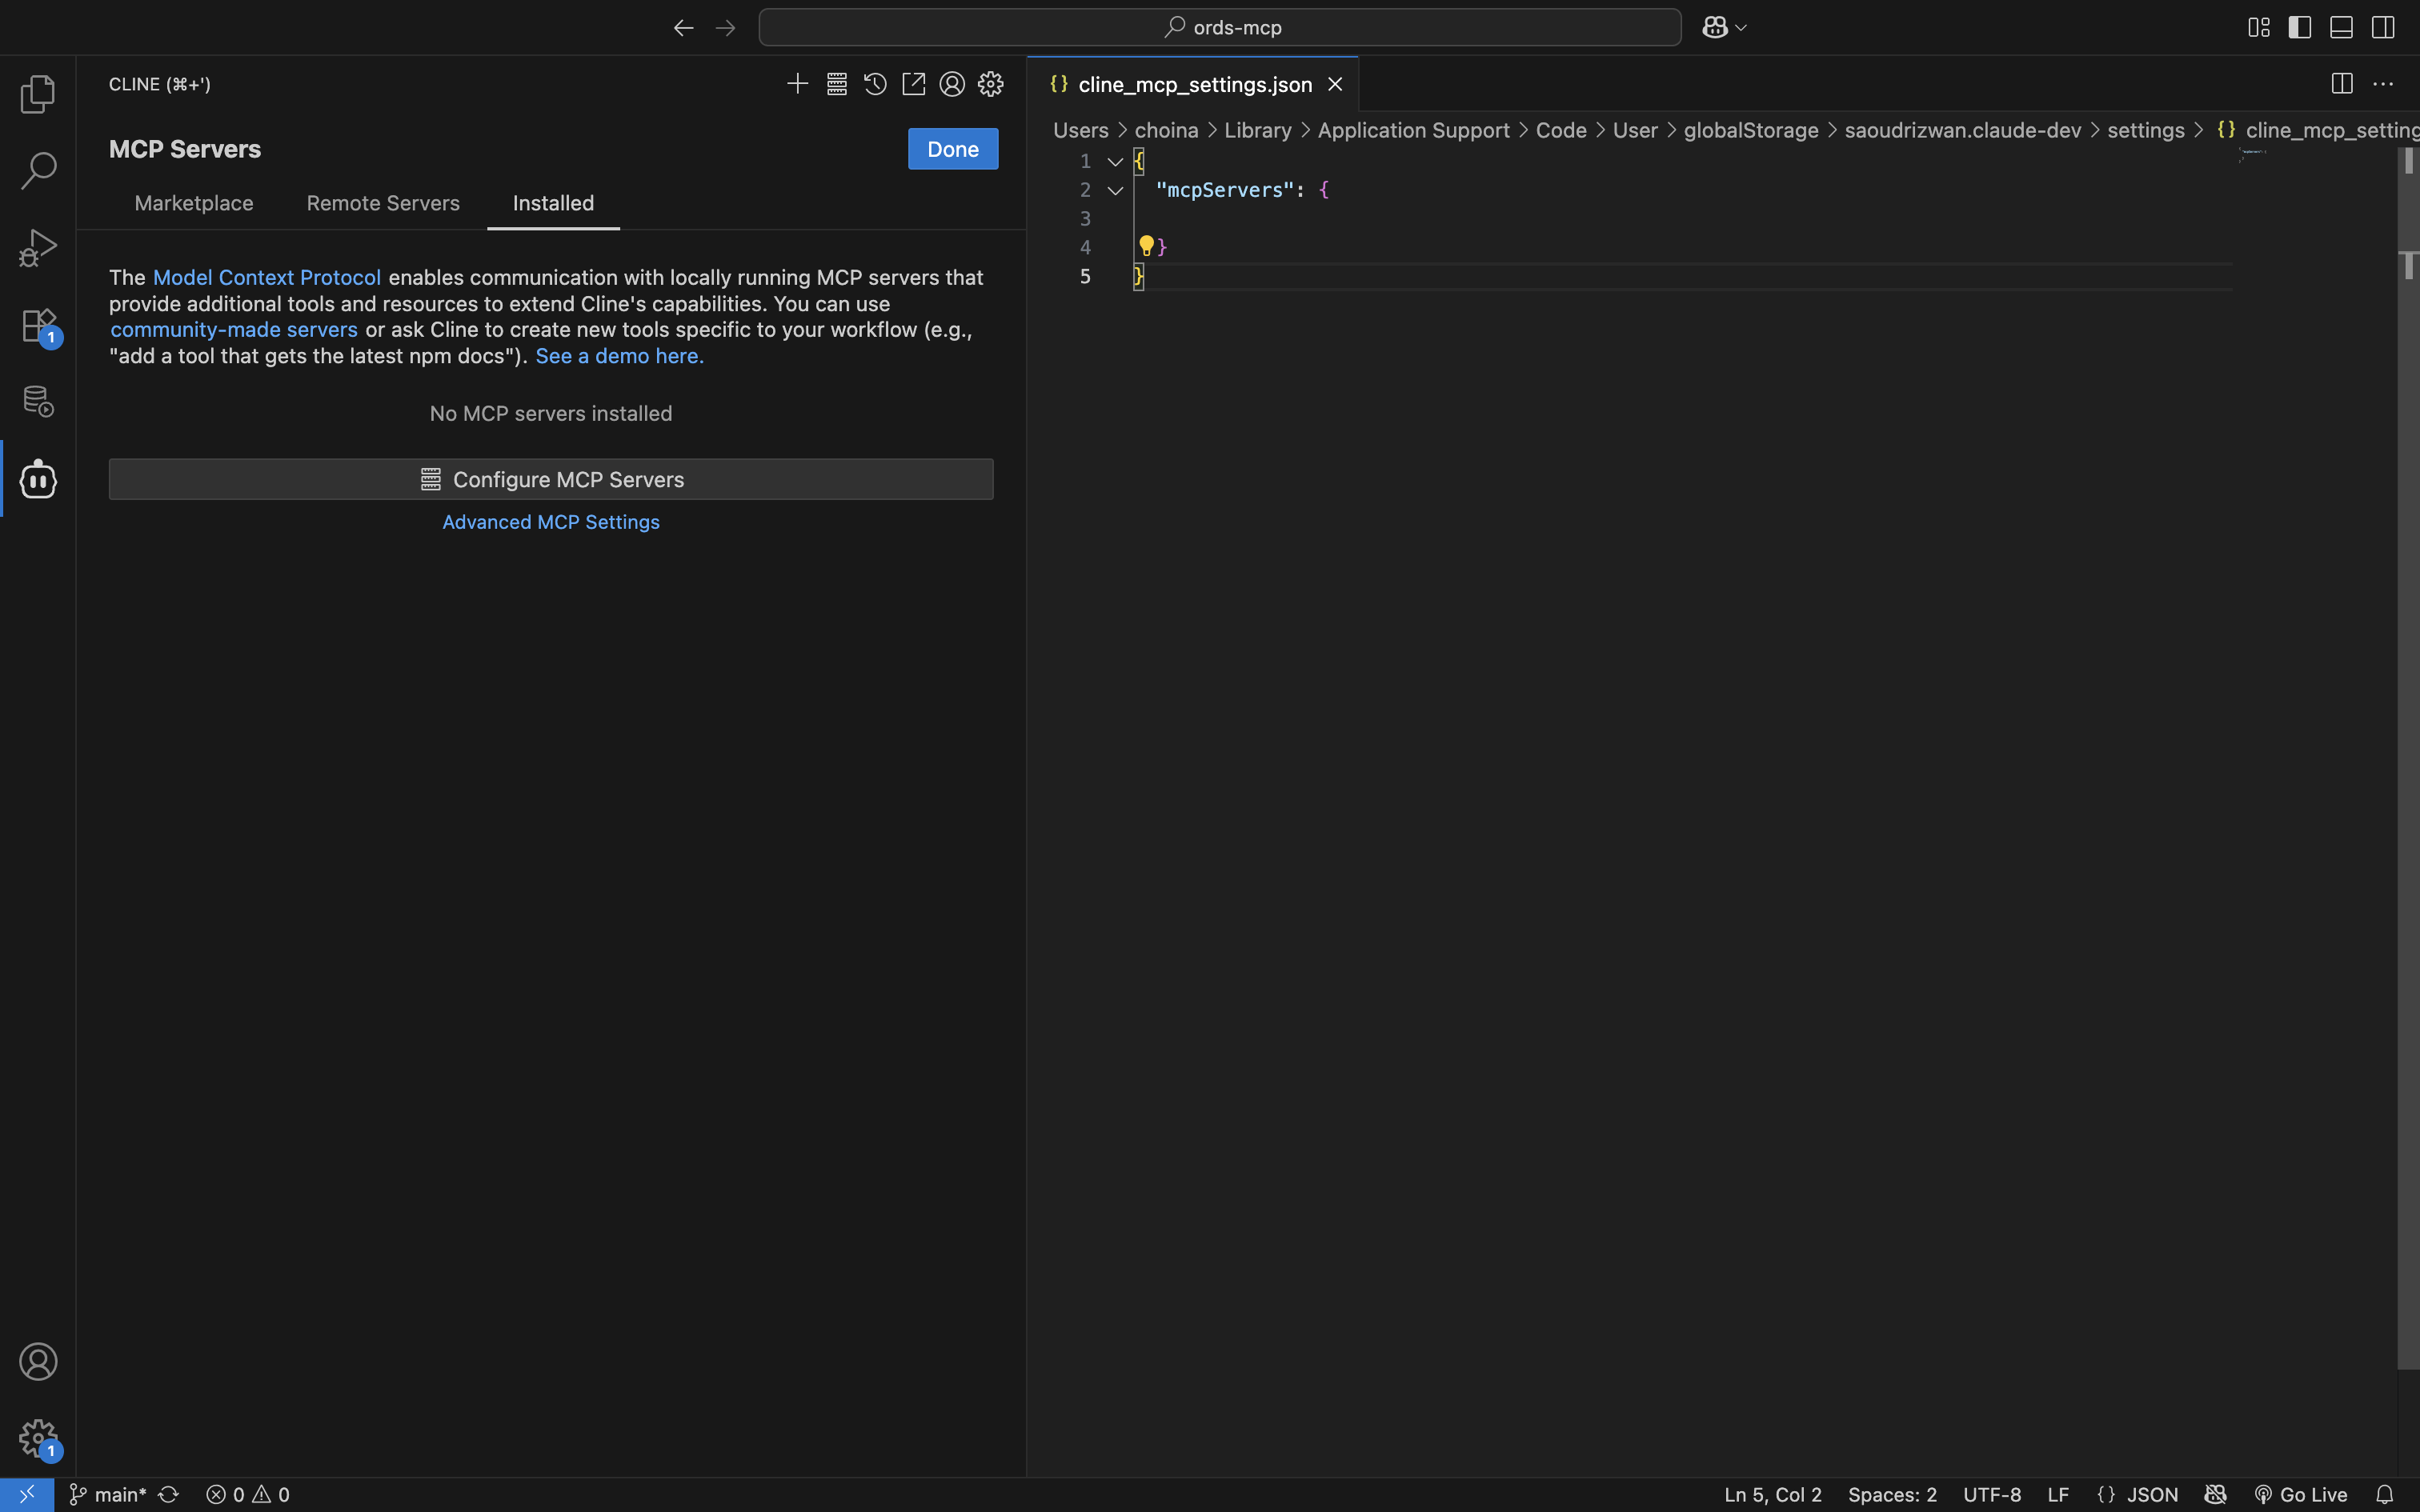 ords-mcp
CLINE (⌘+')
MCP Servers
Done
Marketplace
Remote Servers
Installed
The Model Context Protocol enables communication with locally running MCP servers that
provide additional tools and resources to extend Cline's capabilities. You can use
community-made servers or ask Cline to create new tools specific to your workflow (e.g.,
"add a tool that gets the latest npm docs"). See a demo here.
No MCP servers installed
Configure MCP Servers
Advanced MCP Settings
1
1
{} cline_mcp_settings.json
Users > choina > Library > Application Support > Code > User > globalStorage > saoudrizwan.claude-dev > settings > {} cline_mcp_setting
1 {
2 "mcpServers": {
3
4 }
5 }
main*
0
0
Ln 5, Col 2
Spaces: 2
UTF-8
LF
{} JSON
Go Live